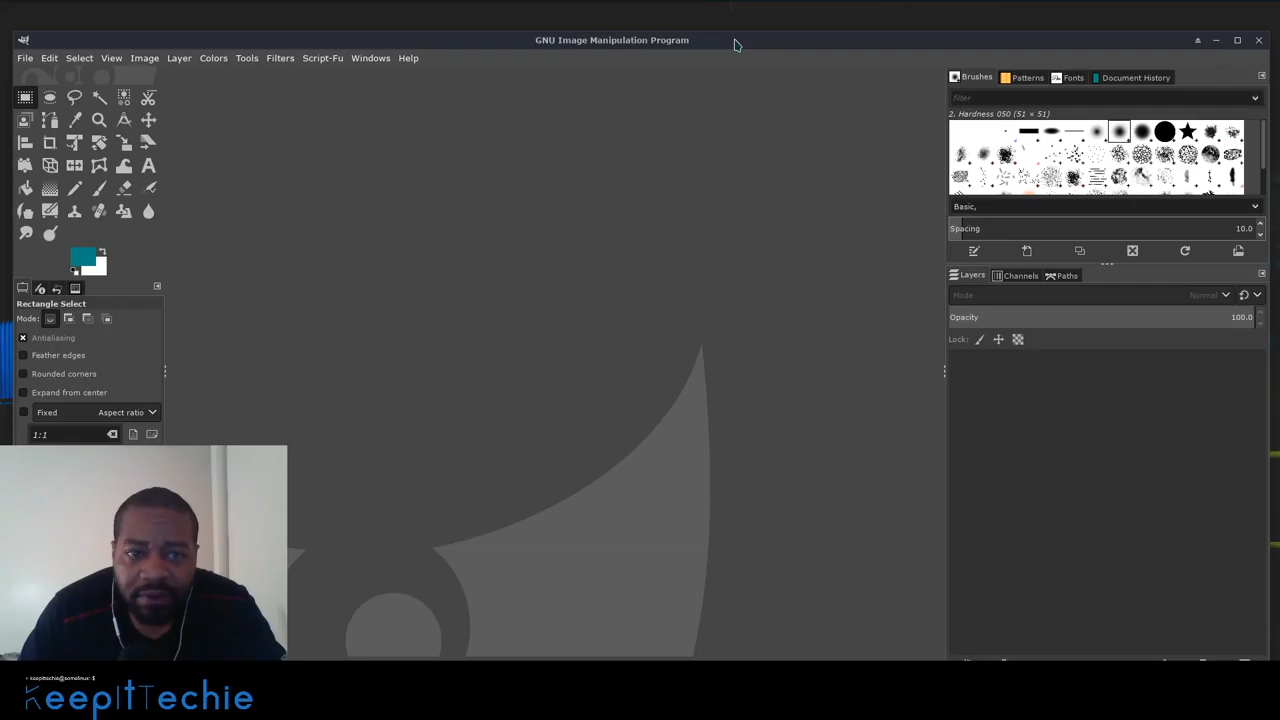 GNU Image Manipulation Program
File Edit Select View Image Layer Colors Tools Filters Script-Fu Windows Help
Brushes Patterns Fonts Document History
filter
2. Hardness 050 (51 × 51)
Basic,
Spacing 10.0
Layers Channels Paths
Mode Normal
Opacity 100.0
Lock:
Rectangle Select
Mode:
Antialiasing
Feather edges
Rounded corners
Expand from center
Fixed Aspect ratio
1:1
> keepittechie@somelinux:~$
KeepItTechie